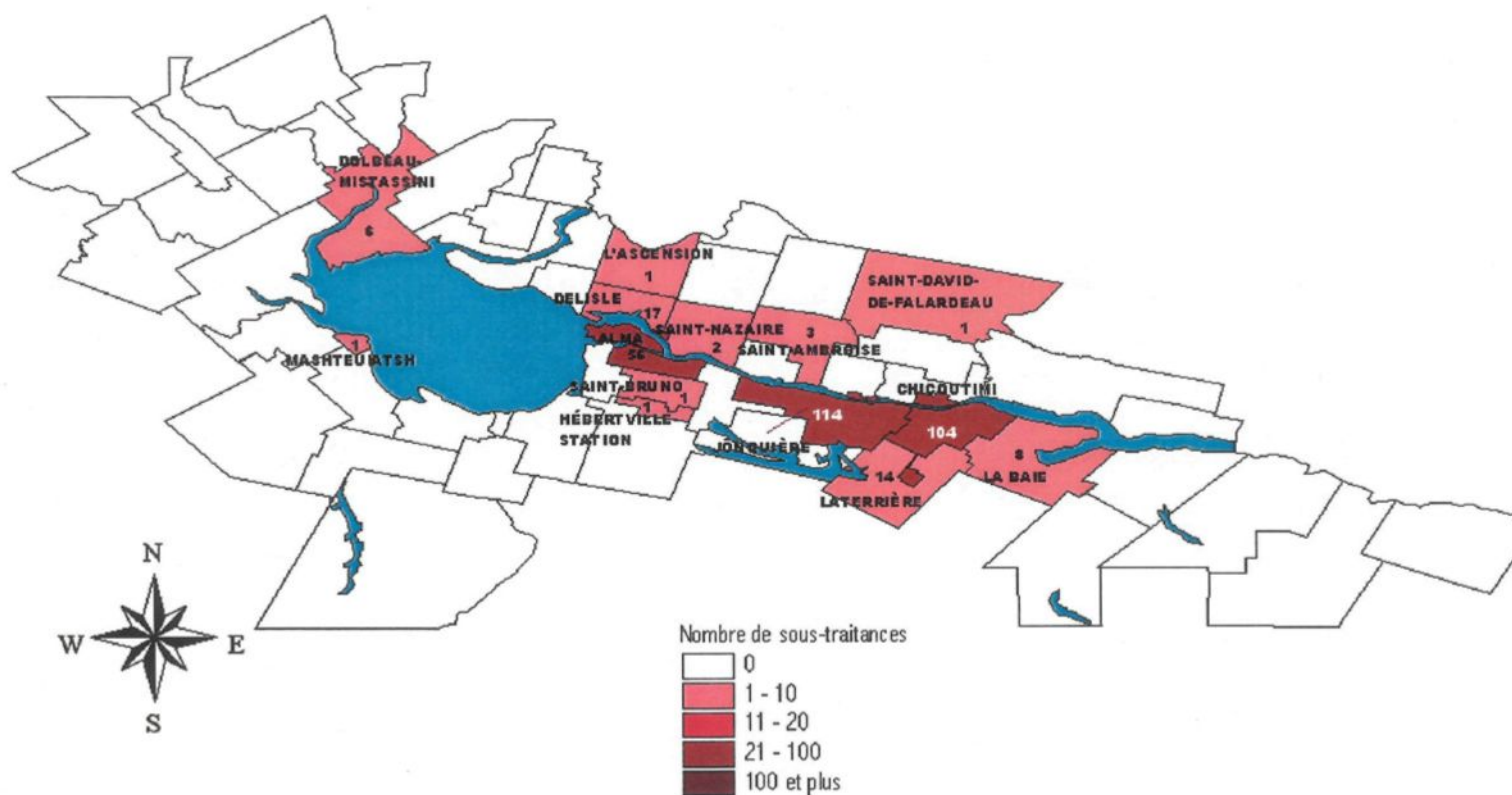 DOLBEAU-
MISTASSINI
6
L'ASCENSION
1
SAINT-DAVID-
DE-FALARDEAU
1
DELISLE
17
SAINT-NAZAIRE
2
3
SAINT-AMBROISE
ALMA
56
1
MASHTEUIATSH
SAINT-BRUNO
1
1
HÉBERTVILLE
STATION
CHICOUTIMI
114
104
JONQUIÈRE
8
LA BAIE
14
LATERRIÈRE
N
W
E
S
Nombre de sous-traitances
0
1 - 10
11 - 20
21 - 100
100 et plus